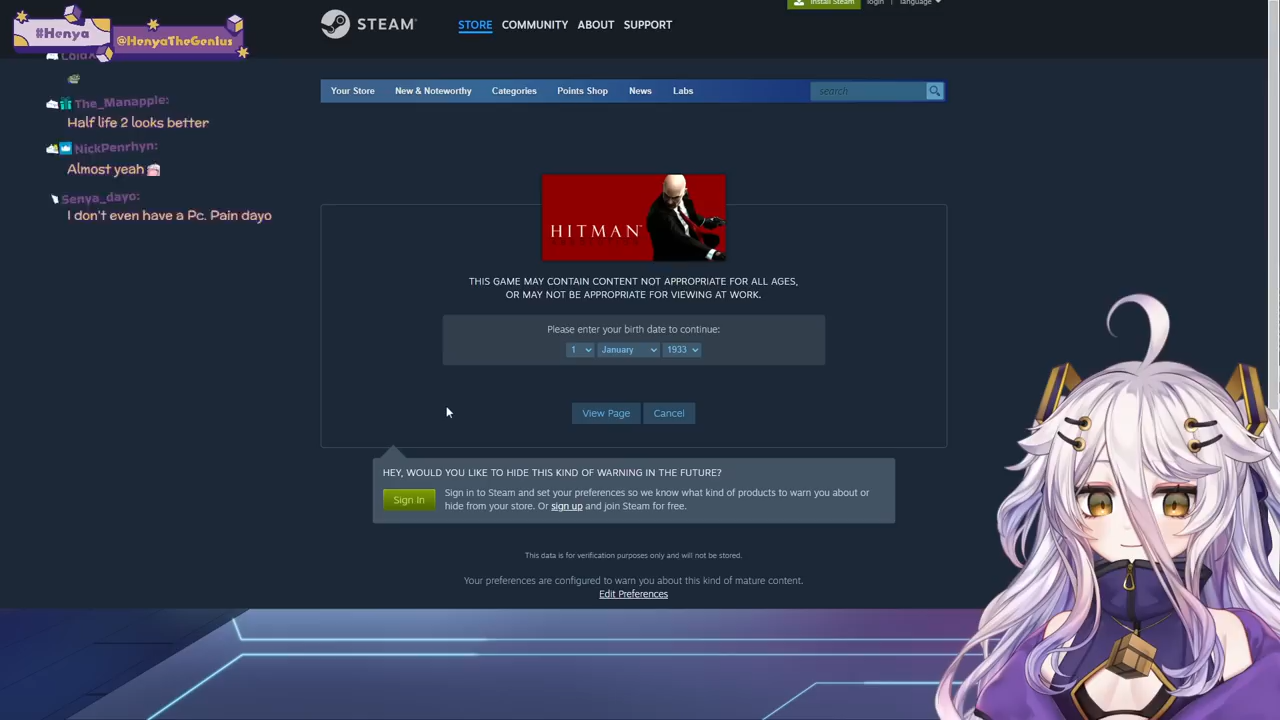 #Henya
@HenyaTheGenius
The_Manapple:
Half life 2 looks better
NickPenrhyn:
Almost yeah
Senya_dayo:
I don't even have a Pc. Pain dayo
STEAM
STORE
COMMUNITY
ABOUT
SUPPORT
Install Steam
login
language
Your Store
New & Noteworthy
Categories
Points Shop
News
Labs
search
HITMAN
THIS GAME MAY CONTAIN CONTENT NOT APPROPRIATE FOR ALL AGES,
OR MAY NOT BE APPROPRIATE FOR VIEWING AT WORK.
Please enter your birth date to continue:
1
January
1933
View Page
Cancel
HEY, WOULD YOU LIKE TO HIDE THIS KIND OF WARNING IN THE FUTURE?
Sign In
Sign in to Steam and set your preferences so we know what kind of products to warn you about or
hide from your store. Or sign up and join Steam for free.
This data is for verification purposes only and will not be stored.
Your preferences are configured to warn you about this kind of mature content.
Edit Preferences